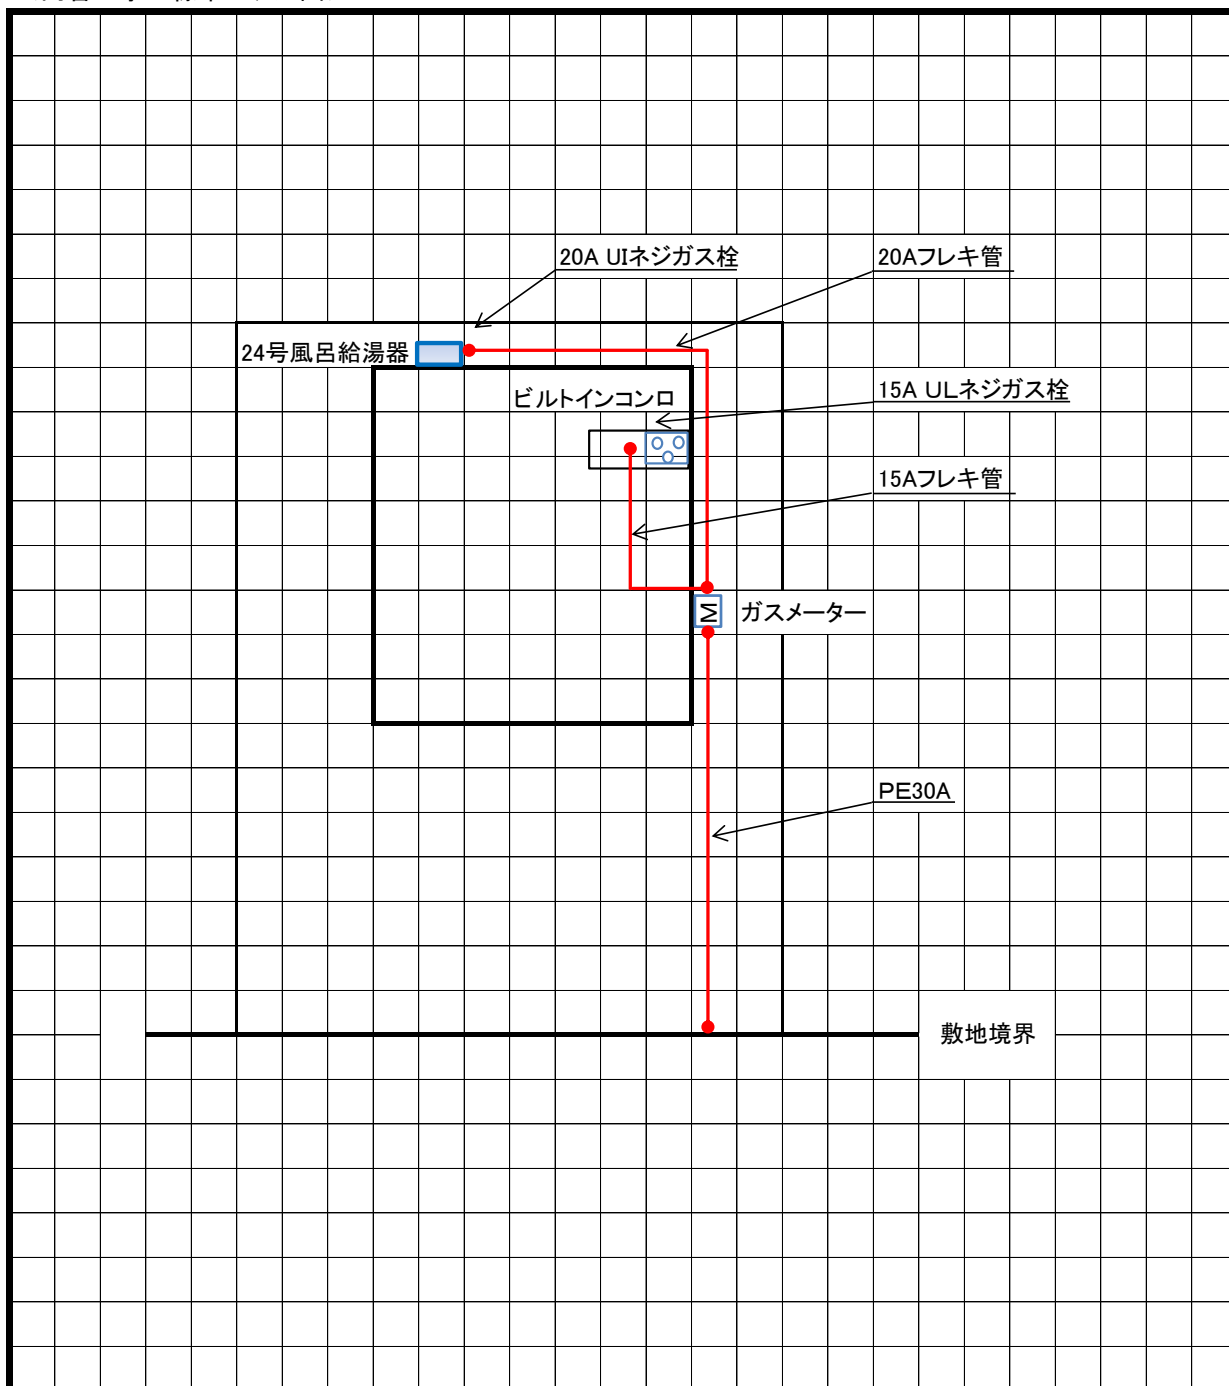 20A UIネジガス栓
20Aフレキ管
24号風呂給湯器
ビルトインコンロ
15A ULネジガス栓
15Aフレキ管
M
ガスメーター
PE30A
敷地境界